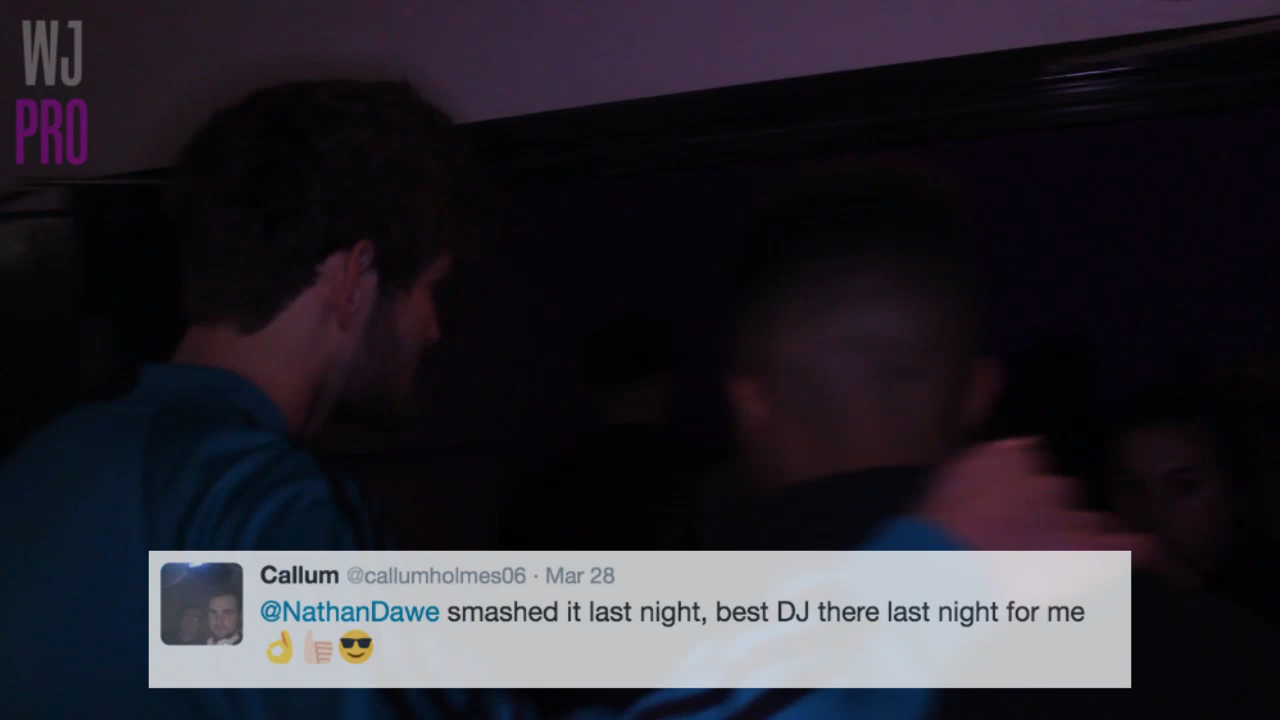 WJ
PRO
Callum @callumholmes06 · Mar 28
@NathanDawe smashed it last night, best DJ there last night for me
👌👍😎